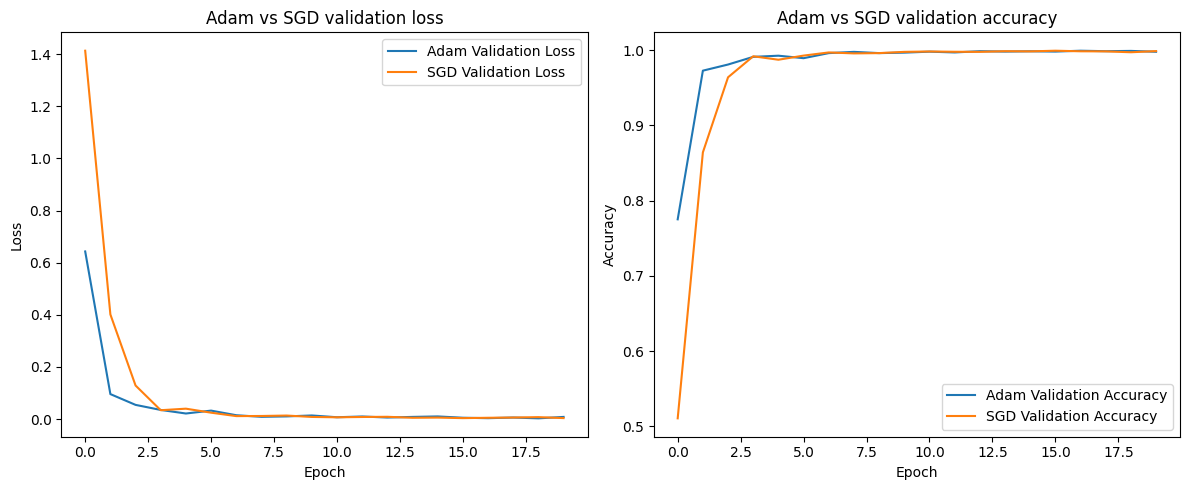 Adam vs SGD validation loss
Adam Validation Loss
SGD Validation Loss
1.4
1.2
1.0
0.8
0.6
0.4
0.2
0.0
Loss
0.0 2.5 5.0 7.5 10.0 12.5 15.0 17.5
Epoch
Adam vs SGD validation accuracy
1.0
0.9
0.8
0.7
0.6
0.5
Accuracy
Adam Validation Accuracy
SGD Validation Accuracy
0.0 2.5 5.0 7.5 10.0 12.5 15.0 17.5
Epoch